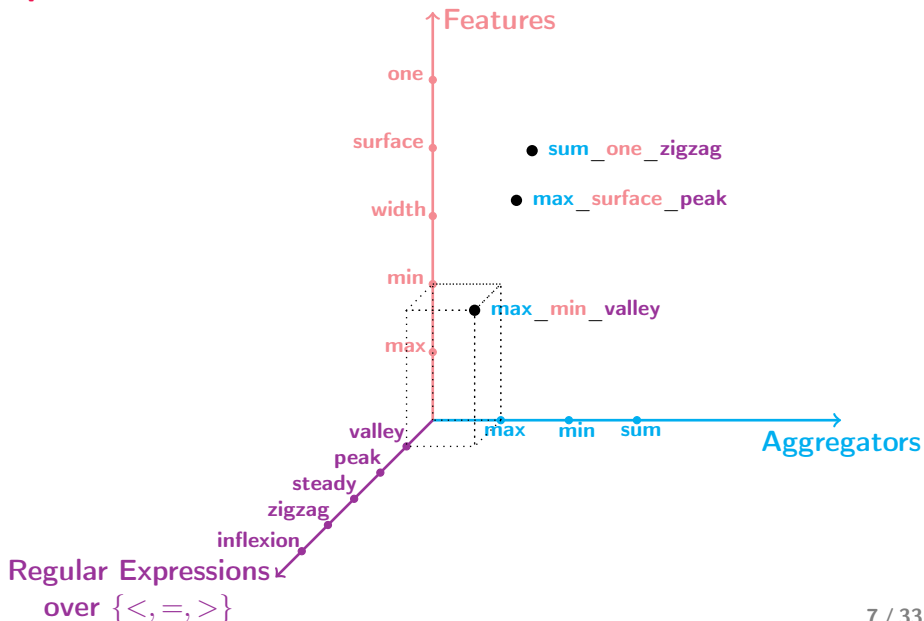 Features
one
surface
sum_one_zigzag
max_surface_peak
width
min
max_min_valley
max
valley
max
min
sum
Aggregators
peak
steady
zigzag
inflexion
Regular Expressions
over {<, =, >}
7 / 33